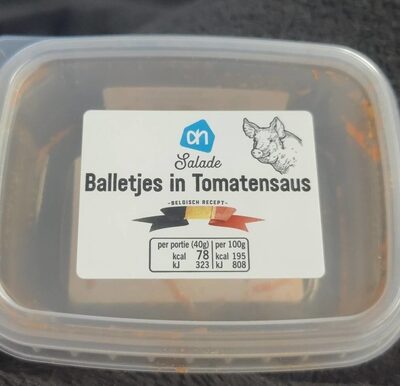 ah
Salade
Balletjes in Tomatensaus
-BELGISCH RECEPT-
per portie (40g) per 100g
kcal 78 kcal 195
kJ 323 kJ 808